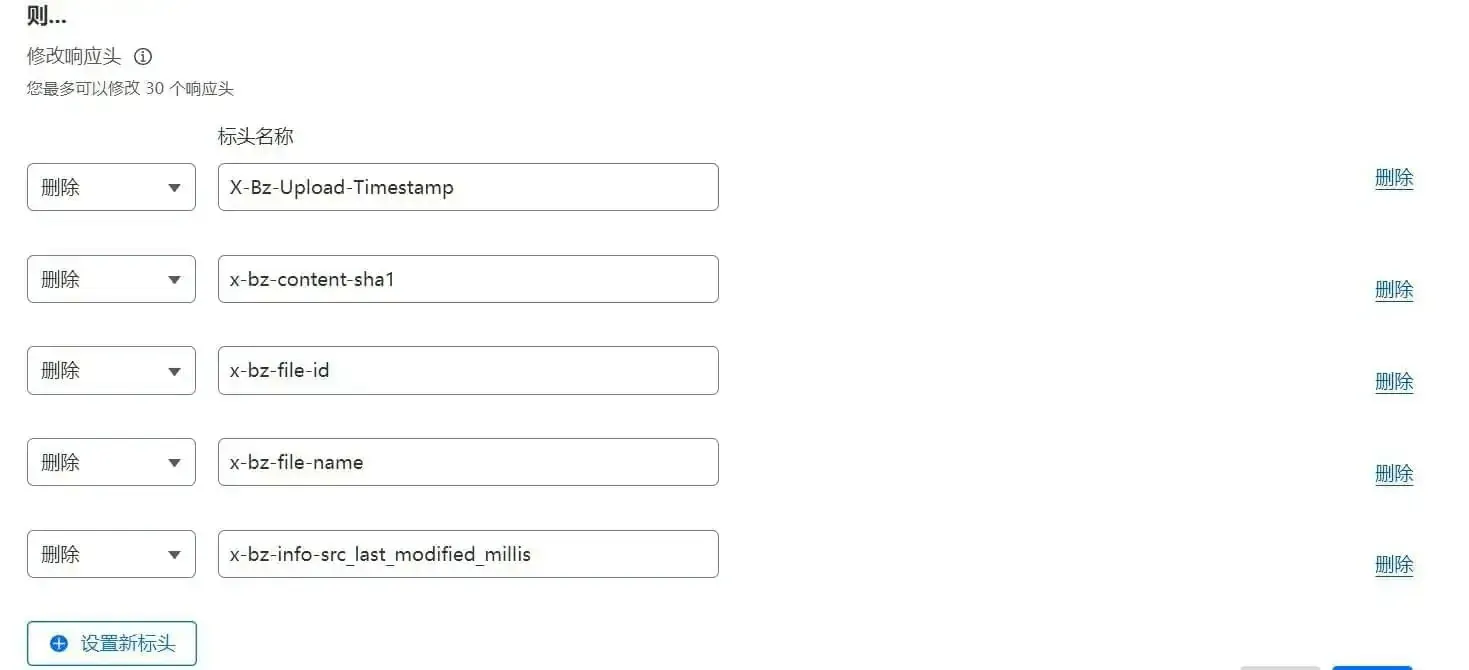 则...
修改响应头
您最多可以修改 30 个响应头
标头名称
删除 X-Bz-Upload-Timestamp 删除
删除 x-bz-content-sha1 删除
删除 x-bz-file-id 删除
删除 x-bz-file-name 删除
删除 x-bz-info-src_last_modified_millis 删除
设置新标头